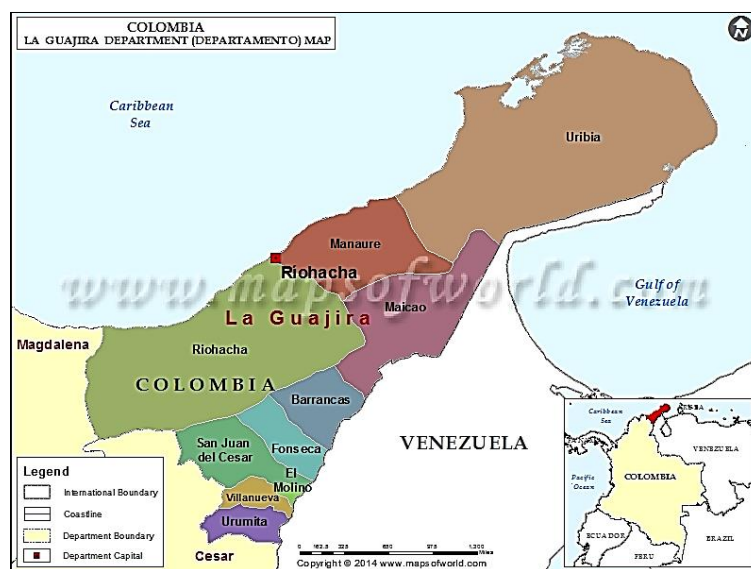 COLOMBIA
LA GUAJIRA DEPARTMENT (DEPARTAMENTO) MAP
N
Caribbean
Sea
Uribia
Manaure
Ríohacha
www.mapsofworld.com
Gulf of
Venezuela
Maicao
La Guajira
Magdalena
Riohacha
COLOMBIA
Barrancas
VENEZUELA
San Juan
del Cesar
Fonseca
El
Molino
Villanueva
Urumita
Cesar
Legend
International Boundary
Coastline
Department Boundary
Department Capital
Miles
Copyright © 2014 www.mapsofworld.com
Caribbean
Sea
VENEZUELA
COLOMBIA
Pacific
Ocean
ECUADOR
PERU
BRAZIL